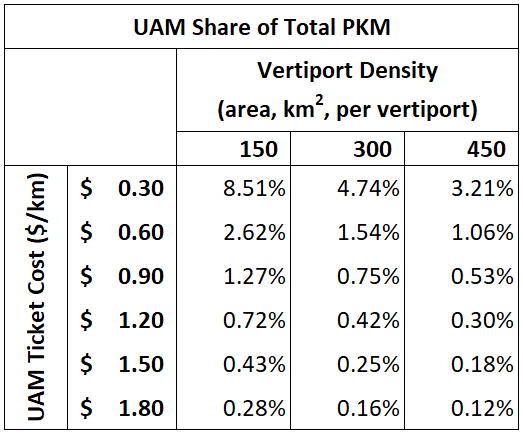 UAM Share of Total PKM
Vertiport Density
(area, km², per vertiport)
150 300 450
UAM Ticket Cost ($/km)
$ 0.30 8.51% 4.74% 3.21%
$ 0.60 2.62% 1.54% 1.06%
$ 0.90 1.27% 0.75% 0.53%
$ 1.20 0.72% 0.42% 0.30%
$ 1.50 0.43% 0.25% 0.18%
$ 1.80 0.28% 0.16% 0.12%